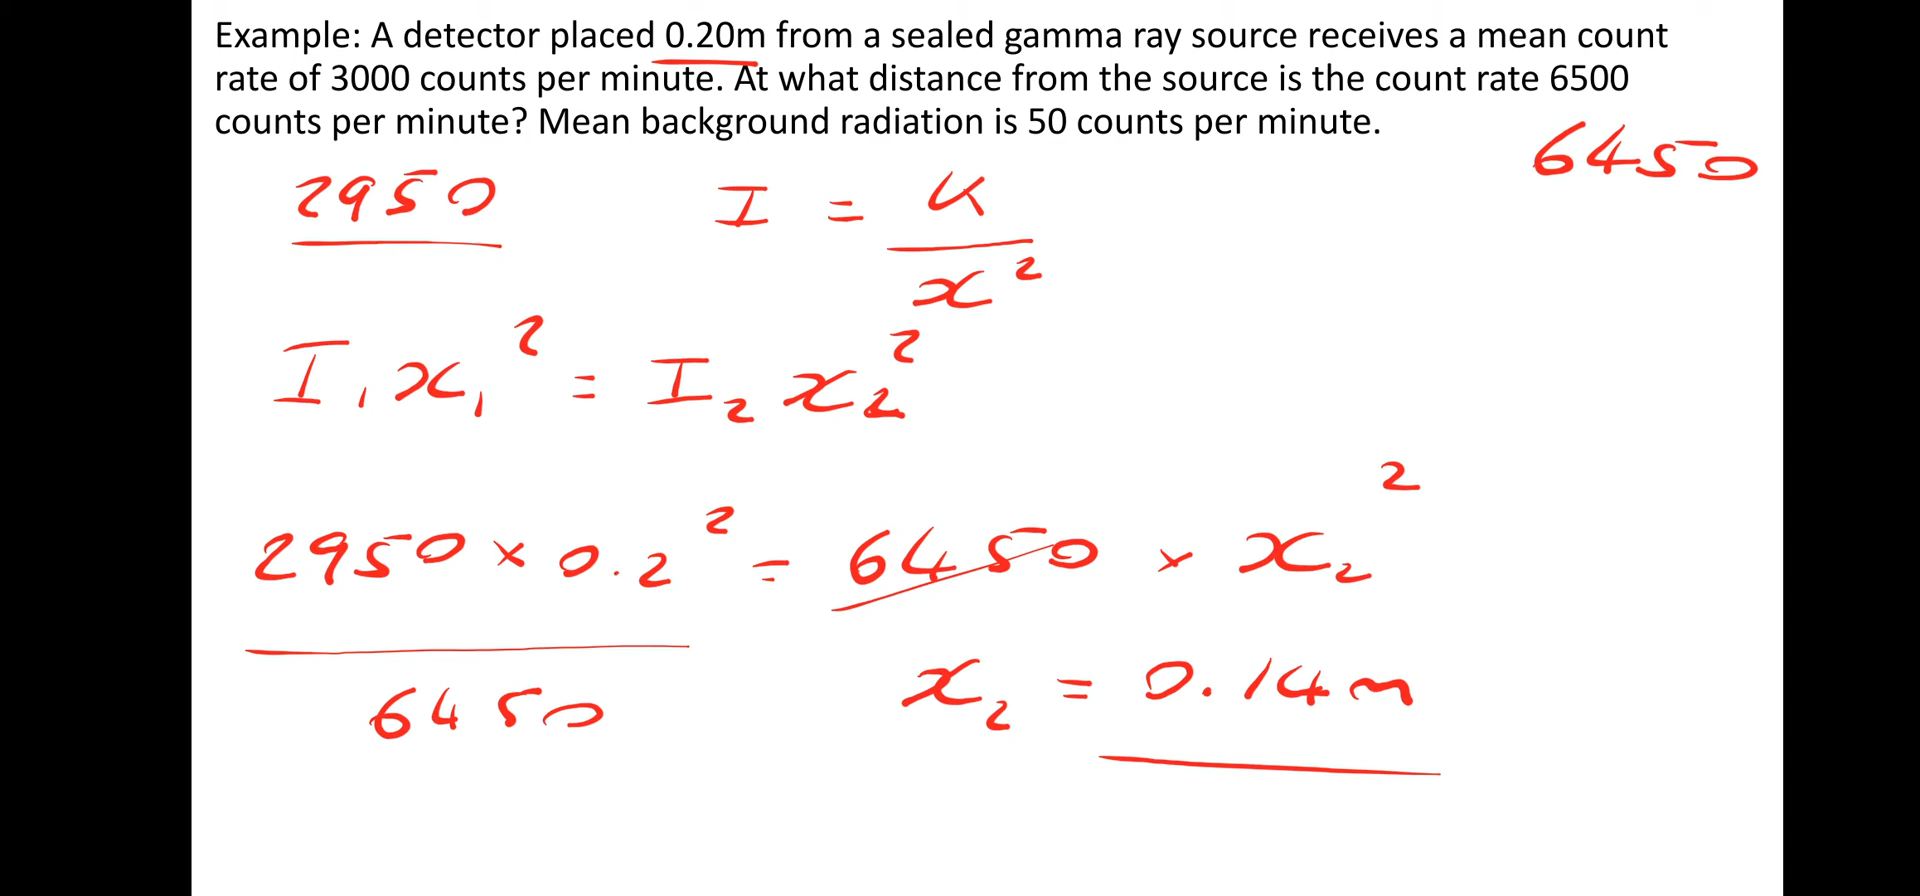 Example: A detector placed 0.20m from a sealed gamma ray source receives a mean count
rate of 3000 counts per minute. At what distance from the source is the count rate 6500
counts per minute? Mean background radiation is 50 counts per minute.
6450
2950
I = K / x²
I₁x₁² = I₂x₂²
2950 × 0.2² = 6450 × x₂²
6450
x₂ = 0.14m